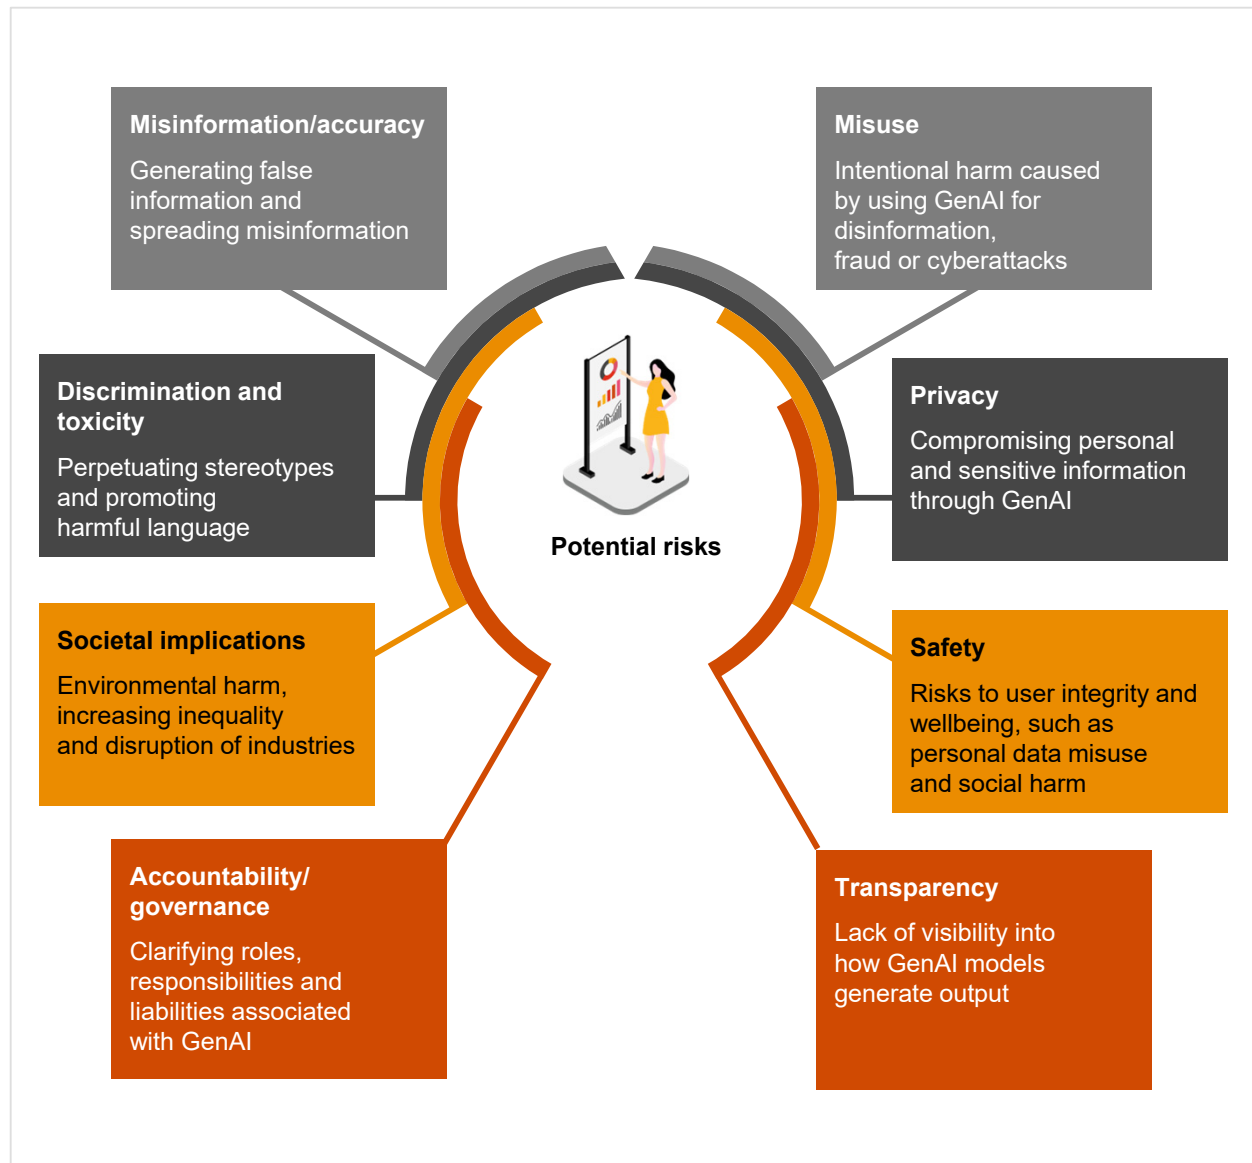 Misinformation/accuracy
Generating false
information and
spreading misinformation
Misuse
Intentional harm caused
by using GenAI for
disinformation,
fraud or cyberattacks
Discrimination and
toxicity
Perpetuating stereotypes
and promoting
harmful language
Privacy
Compromising personal
and sensitive information
through GenAI
Potential risks
Societal implications
Environmental harm,
increasing inequality
and disruption of industries
Safety
Risks to user integrity and
wellbeing, such as
personal data misuse
and social harm
Accountability/
governance
Clarifying roles,
responsibilities and
liabilities associated
with GenAI
Transparency
Lack of visibility into
how GenAI models
generate output